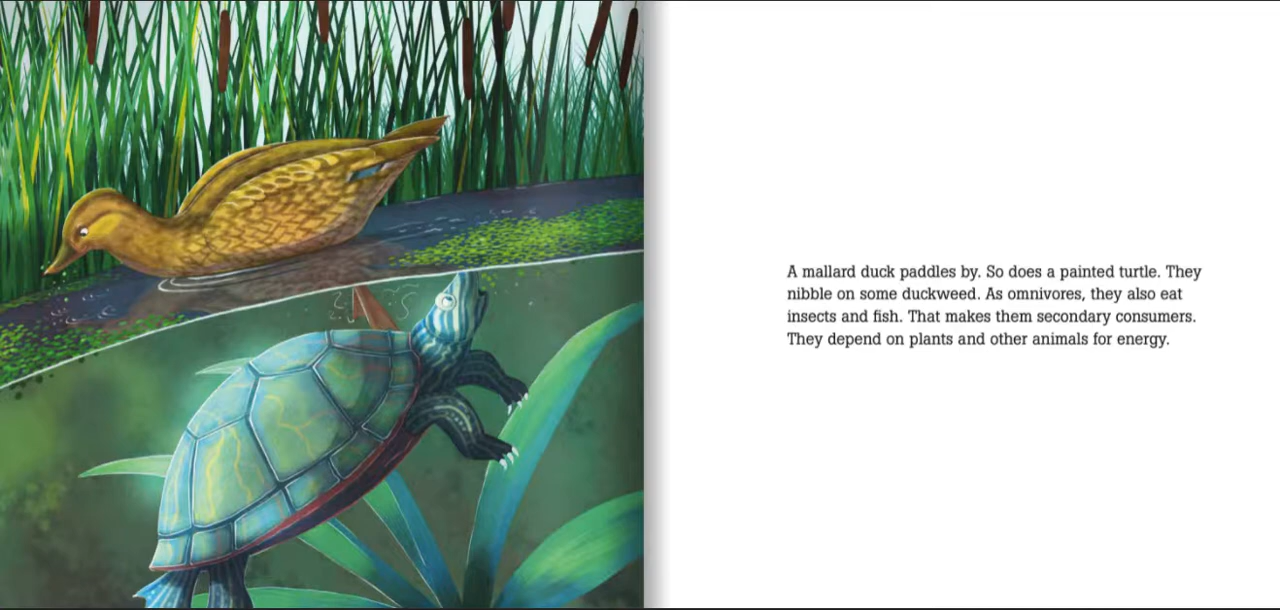 A mallard duck paddles by. So does a painted turtle. They
nibble on some duckweed. As omnivores, they also eat
insects and fish. That makes them secondary consumers.
They depend on plants and other animals for energy.